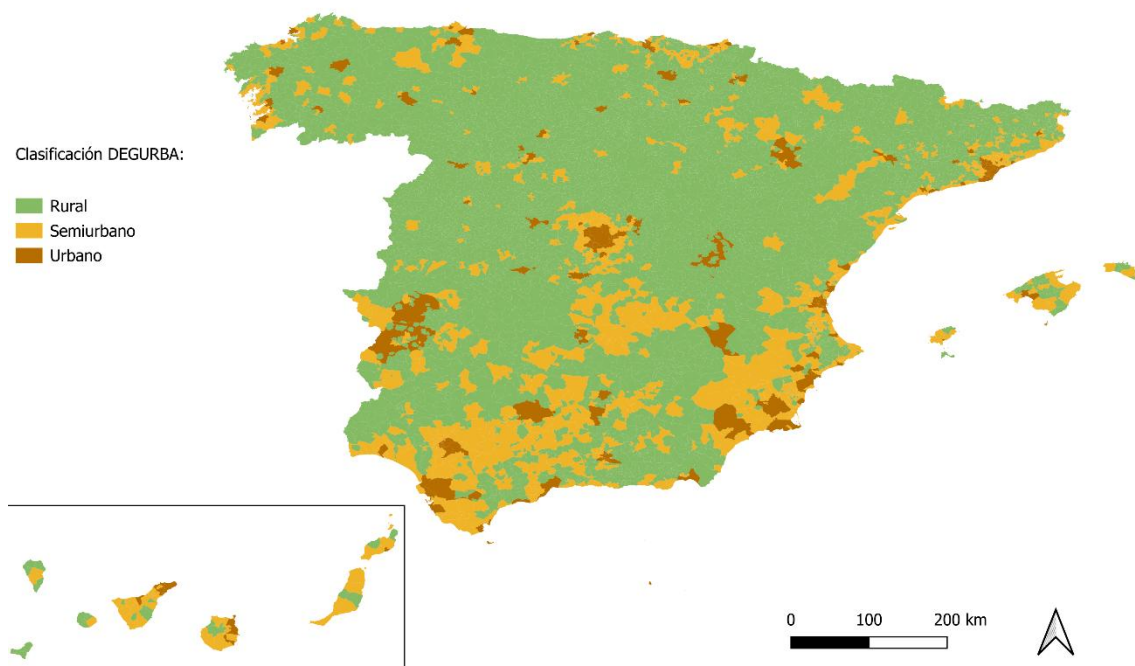 Clasificación DEGURBA:
Rural
Semiurbano
Urbano
0 100 200 km